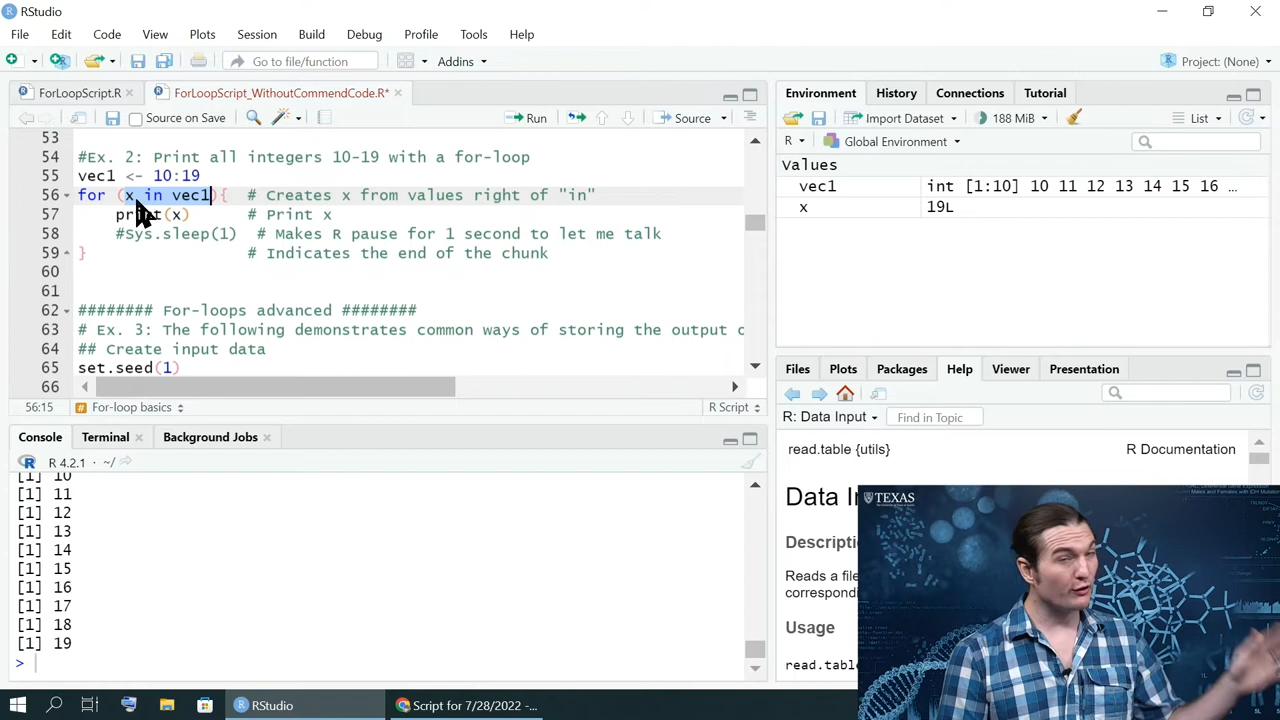 RStudio
File Edit Code View Plots Session Build Debug Profile Tools Help
Go to file/function Addins Project: (None)
ForLoopScript.R ForLoopScript_WithoutCommendCode.R*
Source on Save Run Source
53
54 #Ex. 2: Print all integers 10-19 with a for-loop
55 vec1 <- 10:19
56 for (x in vec1){ # Creates x from values right of "in"
57 print(x) # Print x
58 #Sys.sleep(1) # Makes R pause for 1 second to let me talk
59 } # Indicates the end of the chunk
60
61
62 ######## For-loops advanced ########
63 # Ex. 3: The following demonstrates common ways of storing the output
64 ## Create input data
65 set.seed(1)
66
56:15 For-loop basics R Script
Console Terminal Background Jobs
R 4.2.1 · ~/
[1] 10
[1] 11
[1] 12
[1] 13
[1] 14
[1] 15
[1] 16
[1] 17
[1] 18
[1] 19
>
Environment History Connections Tutorial
Import Dataset 188 MiB List
R Global Environment
Values
vec1 int [1:10] 10 11 12 13 14 15 16 ...
x 19L
Files Plots Packages Help Viewer Presentation
R: Data Input Find in Topic
read.table {utils} R Documentation
Data In
Descriptio
Reads a file
correspond
Usage
read.table
TEXAS
RStudio Script for 7/28/2022 -...